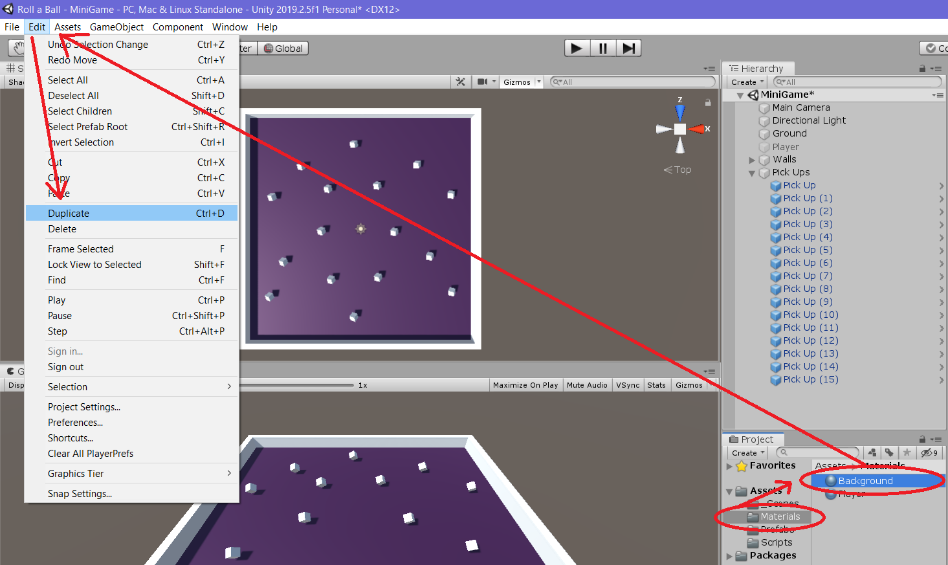 Roll a Ball - MiniGame - PC, Mac & Linux Standalone - Unity 2019.2.5f1 Personal* <DX12>
File Edit Assets GameObject Component Window Help
Undo Selection Change Ctrl+Z
Redo Move Ctrl+Y
Select All Ctrl+A
Deselect All Shift+D
Select Children Shift+C
Select Prefab Root Ctrl+Shift+R
Invert Selection Ctrl+I
Cut Ctrl+X
Copy Ctrl+C
Paste Ctrl+V
Duplicate Ctrl+D
Delete
Frame Selected F
Lock View to Selected Shift+F
Find Ctrl+F
Play Ctrl+P
Pause Ctrl+Shift+P
Step Ctrl+Alt+P
Sign in...
Sign out
Selection
Project Settings...
Preferences...
Shortcuts...
Clear All PlayerPrefs
Graphics Tier
Snap Settings...
Global
Gizmos All
z
x
Top
1x
Maximize On Play Mute Audio VSync Stats Gizmos
Hierarchy
Create All
MiniGame*
Main Camera
Directional Light
Ground
Player
Walls
Pick Ups
Pick Up
Pick Up (1)
Pick Up (2)
Pick Up (3)
Pick Up (4)
Pick Up (5)
Pick Up (6)
Pick Up (7)
Pick Up (8)
Pick Up (9)
Pick Up (10)
Pick Up (11)
Pick Up (12)
Pick Up (13)
Pick Up (14)
Pick Up (15)
Project
Create 9
Favorites
Assets
_Scenes
Materials
Prefabs
Scripts
Packages
Assets Materials
Background
Player